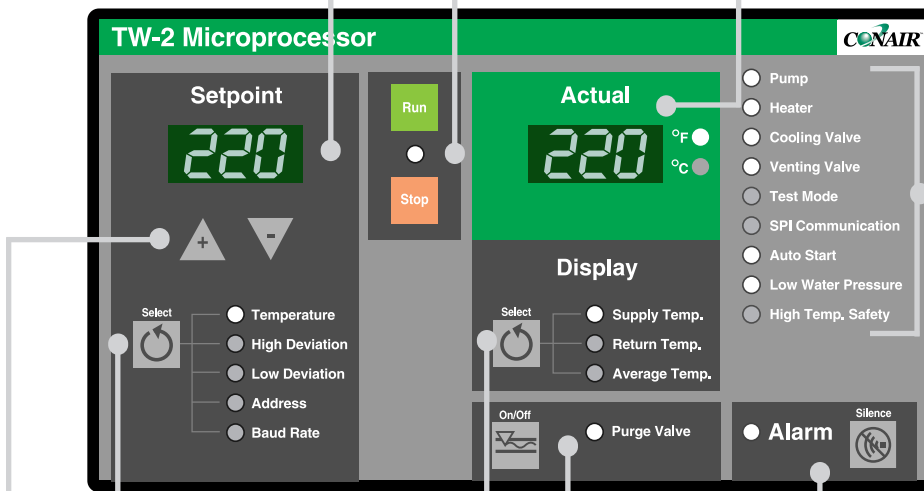 TW-2 Microprocessor
CONAIR
Setpoint
220
+
-
Select
Temperature
High Deviation
Low Deviation
Address
Baud Rate
Run
Stop
Actual
220
°F
°C
Display
Select
Supply Temp.
Return Temp.
Average Temp.
On/Off
Purge Valve
Pump
Heater
Cooling Valve
Venting Valve
Test Mode
SPI Communication
Auto Start
Low Water Pressure
High Temp. Safety
Alarm
Silence